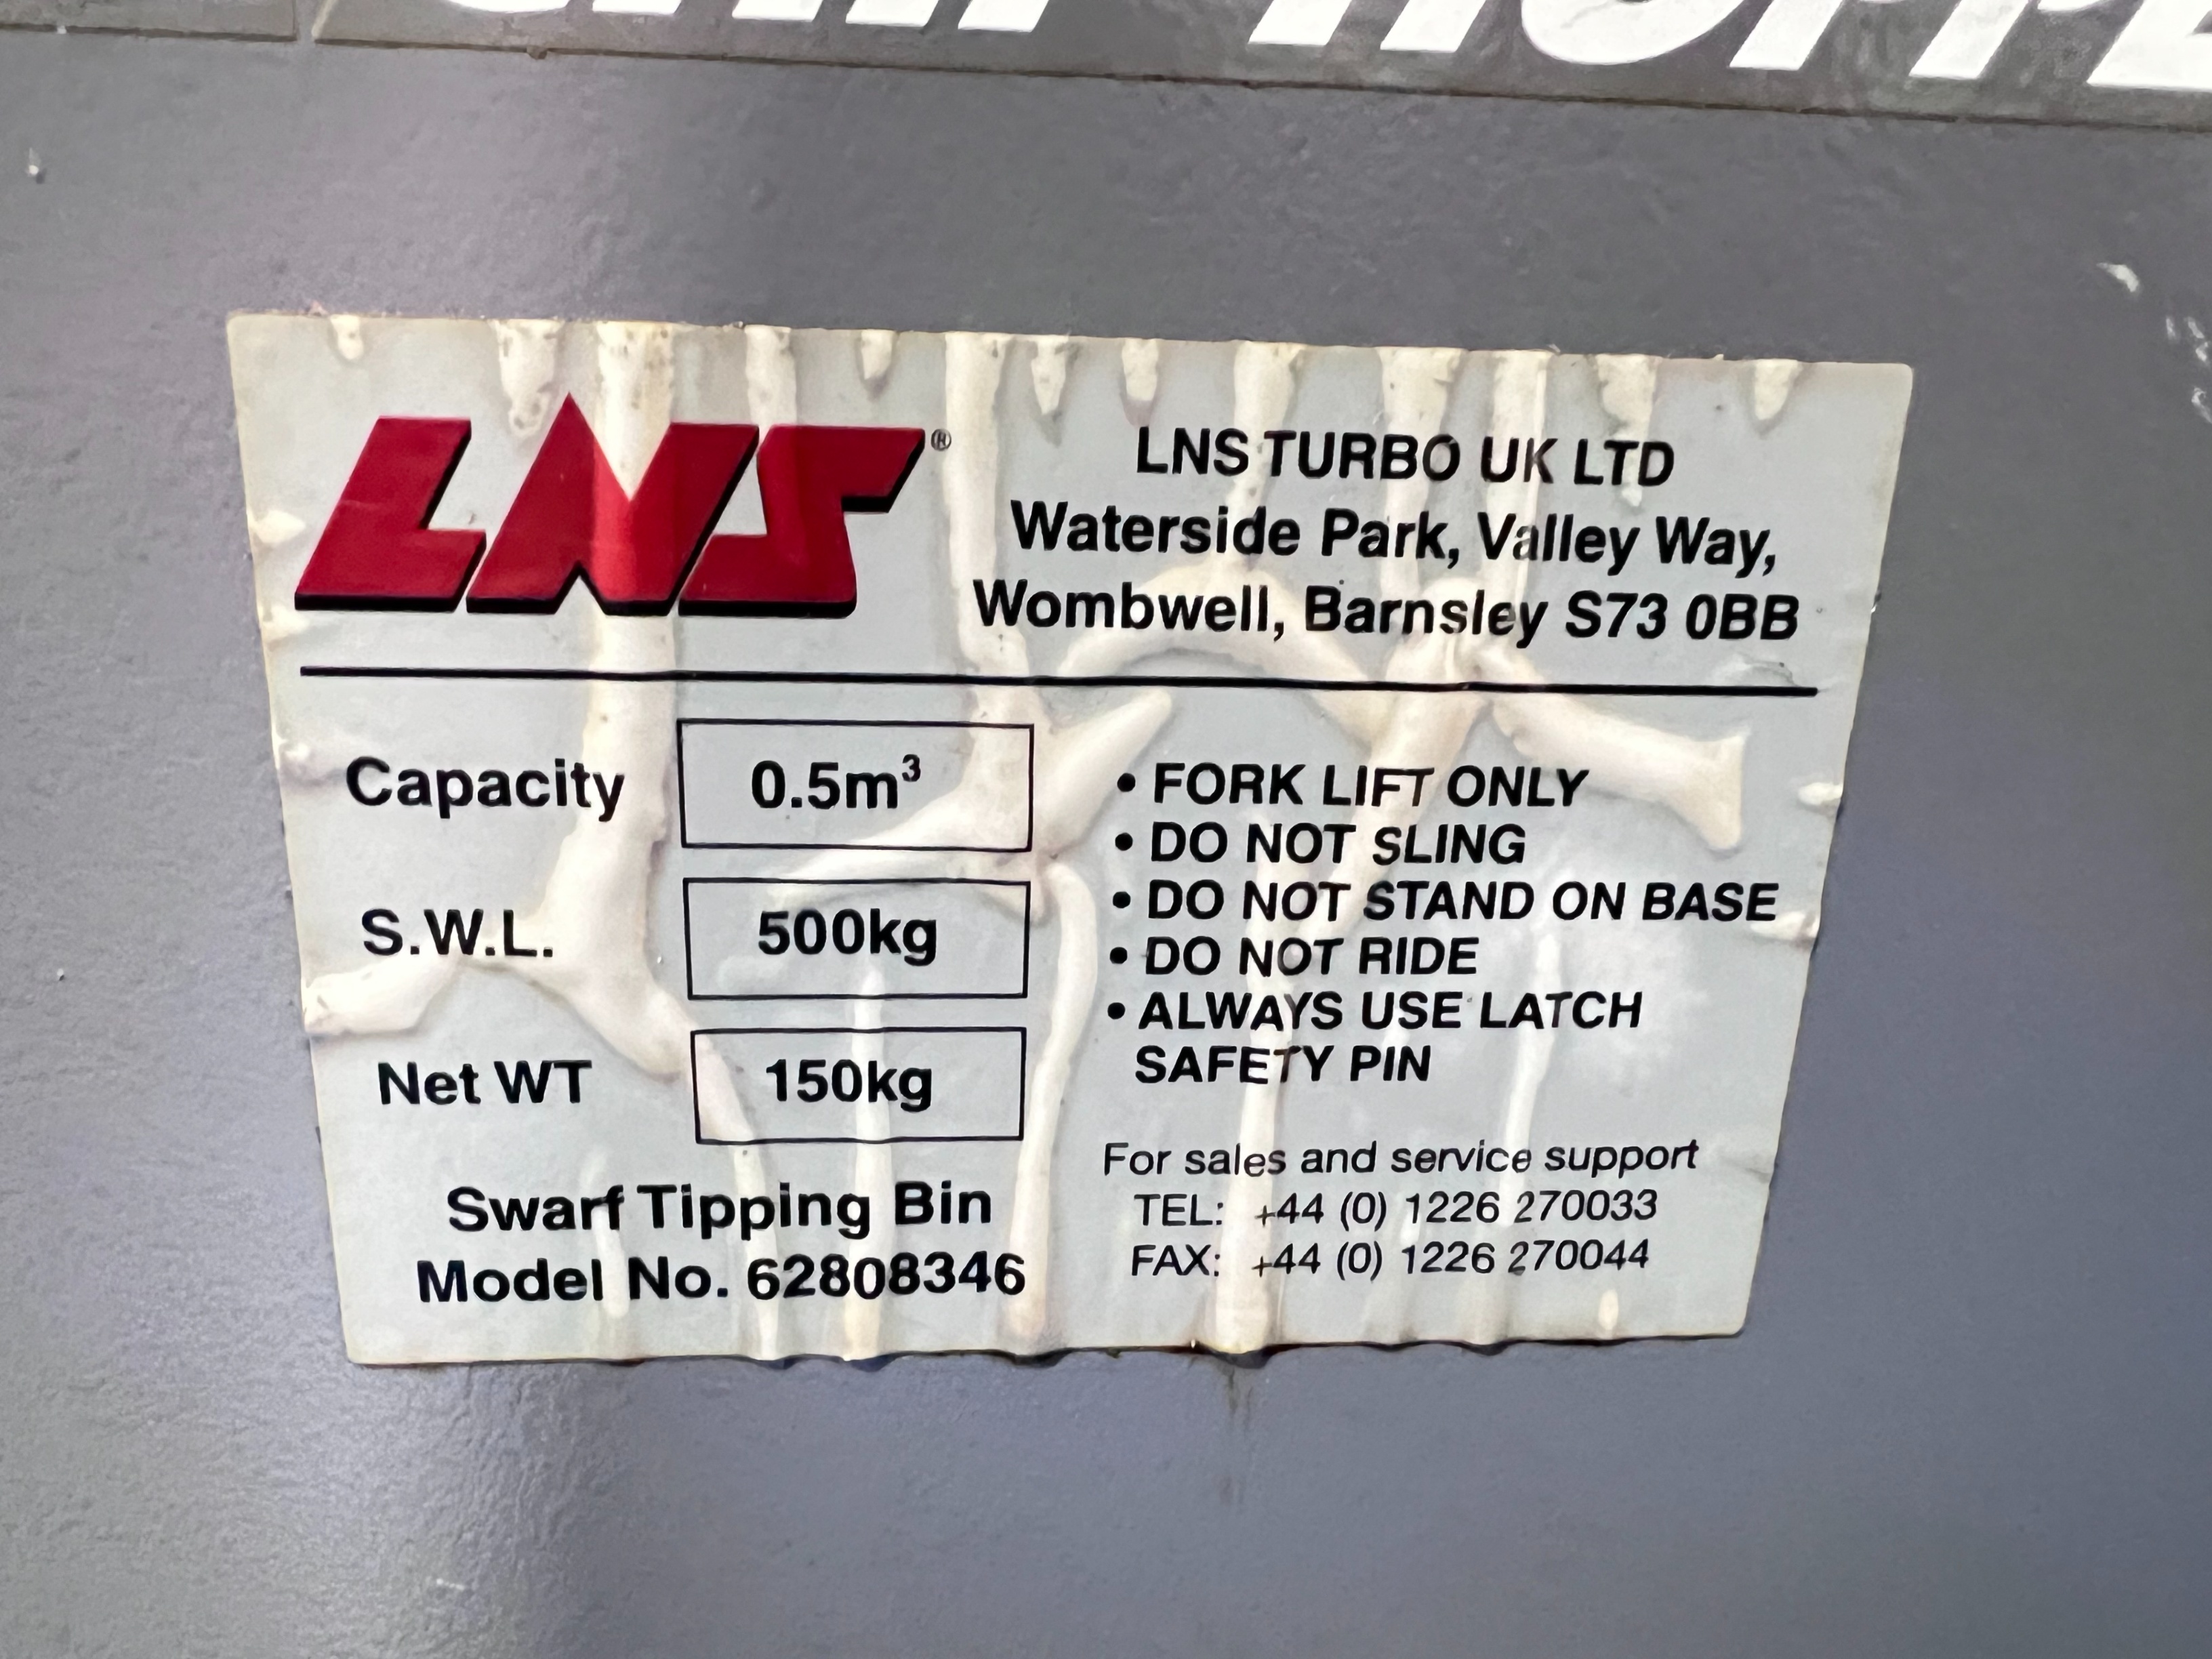 LNS®
LNS TURBO UK LTD
Waterside Park, Valley Way,
Wombwell, Barnsley S73 0BB
Capacity 0.5m³
S.W.L. 500kg
Net WT 150kg
Swarf Tipping Bin
Model No. 62808346
• FORK LIFT ONLY
• DO NOT SLING
• DO NOT STAND ON BASE
• DO NOT RIDE
• ALWAYS USE LATCH
SAFETY PIN
For sales and service support
TEL: +44 (0) 1226 270033
FAX: +44 (0) 1226 270044